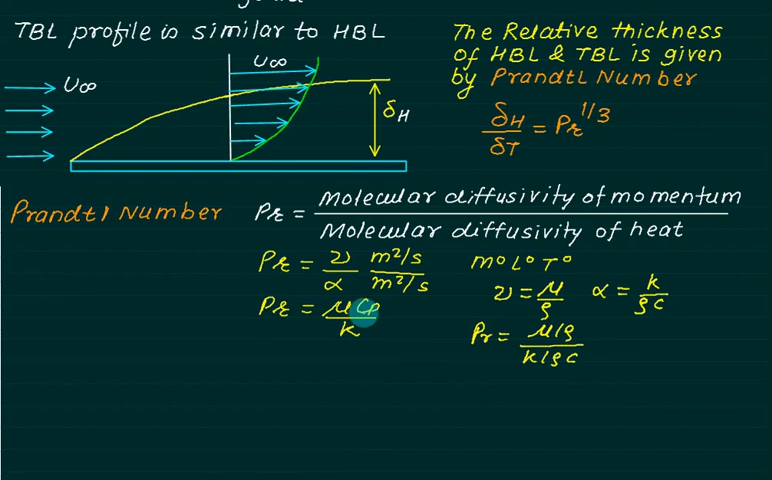 TBL profile is similar to HBL
U∞
U∞
δH
The Relative thickness
of HBL & TBL is given
by Prandtl Number
δH/δT = Pr^1/3
Prandtl Number
Pr = Molecular diffusivity of momentum / Molecular diffusivity of heat
Pr = υ/α m²/s / m²/s
M° L° T°
υ = μ/ρ α = k/ρc
Pr = μCp/k
Pr = μ/ρ / k/ρc